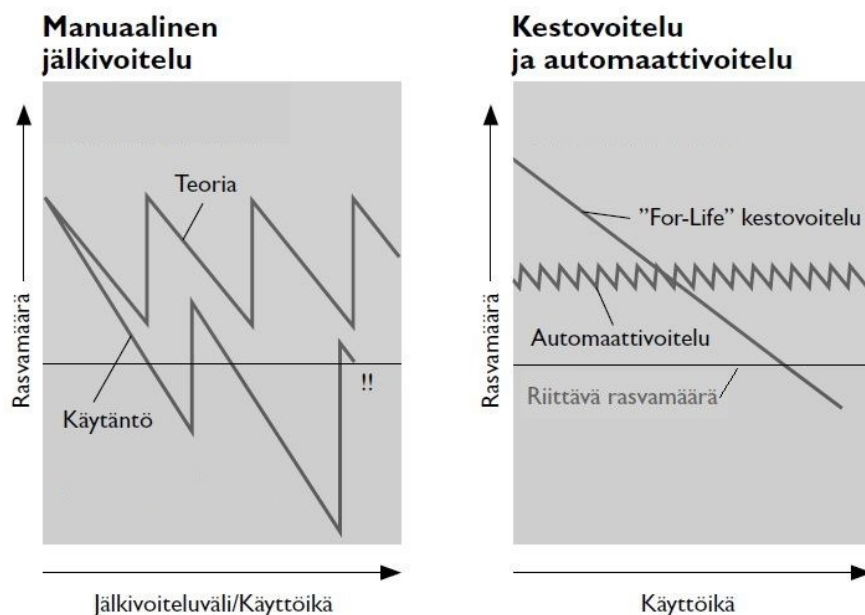 Manuaalinen
jälkivoitelu
Rasvamäärä
Teoria
Käytäntö
!!
Jälkivoiteluväli/Käyttöikä
Kestovoitelu
ja automaattivoitelu
Rasvamäärä
”For-Life” kestovoitelu
Automaattivoitelu
Riittävä rasvamäärä
Käyttöikä